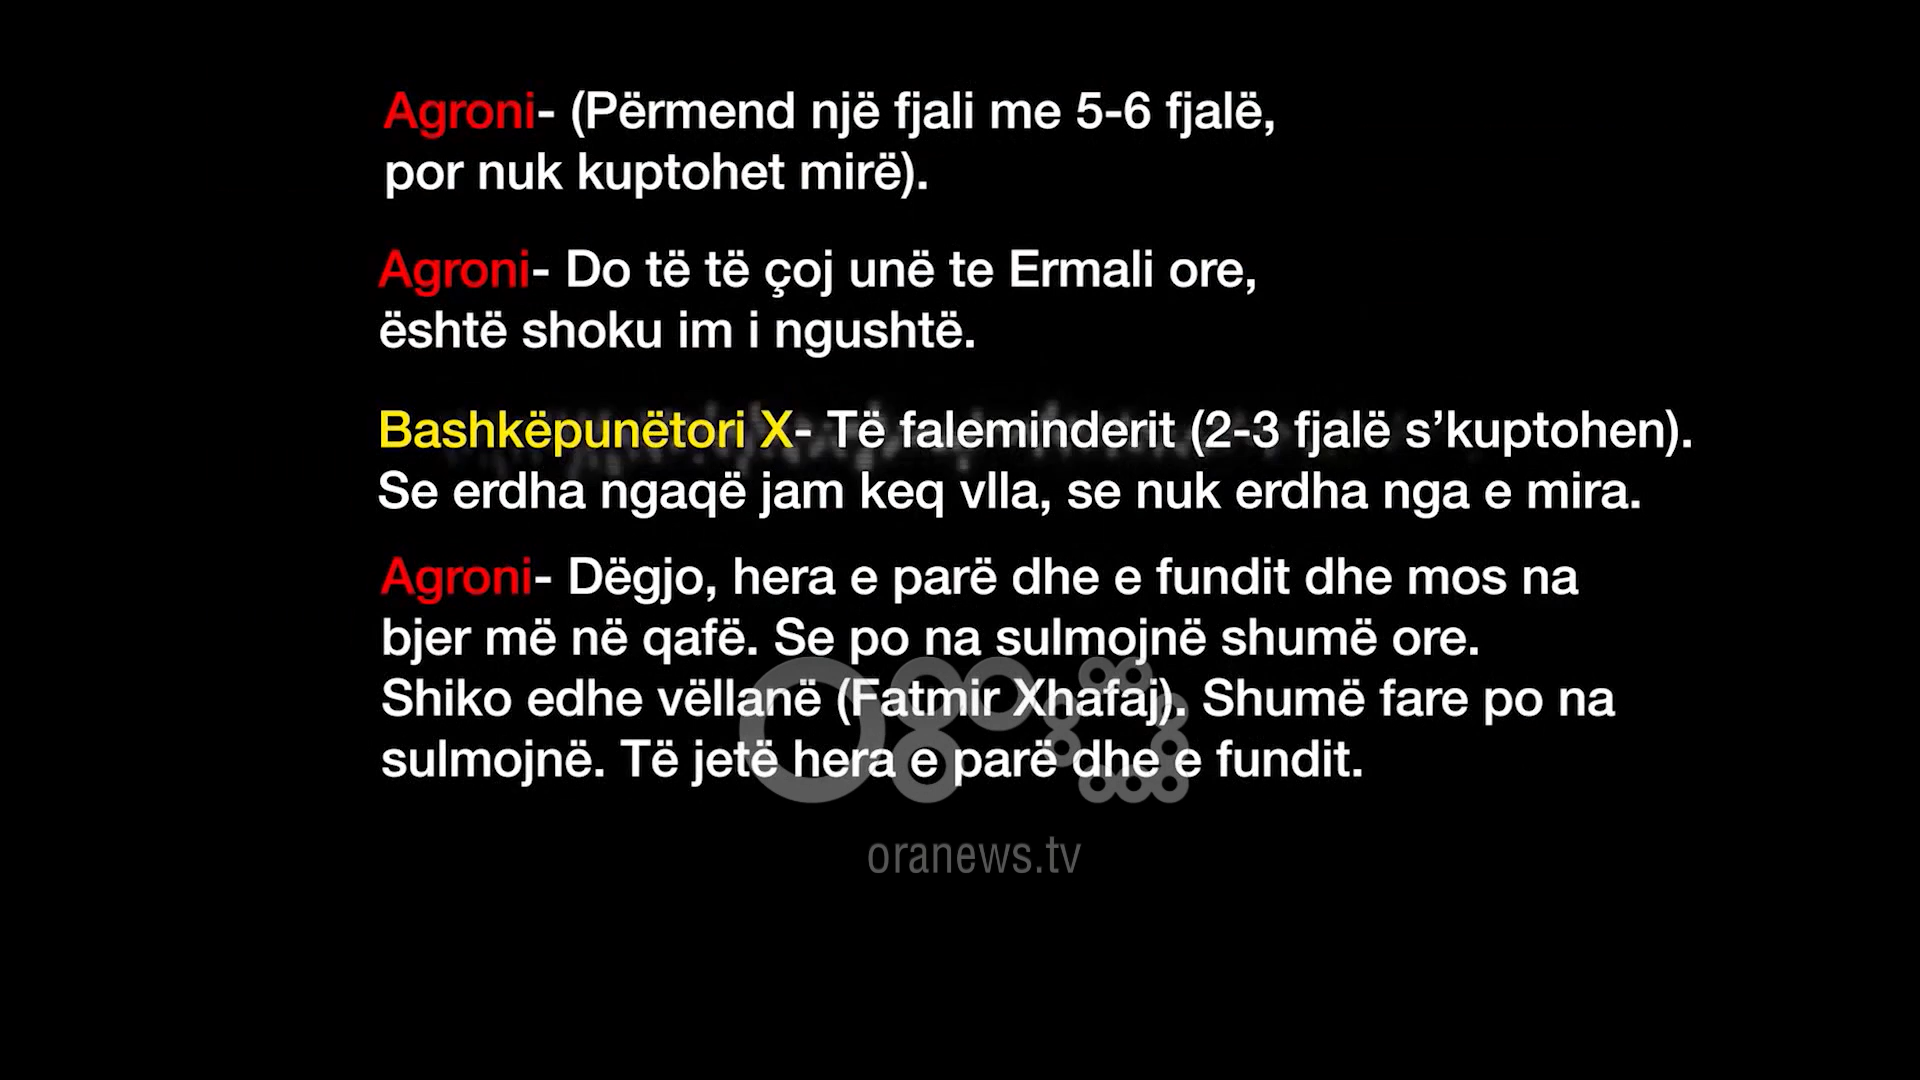 Agroni- (Përmend një fjali me 5-6 fjalë,
por nuk kuptohet mirë).
Agroni- Do të të çoj unë te Ermali ore,
është shoku im i ngushtë.
Bashkëpunëtori X- Të faleminderit (2-3 fjalë s’kuptohen).
Se erdha ngaqë jam keq vlla, se nuk erdha nga e mira.
Agroni- Dëgjo, hera e parë dhe e fundit dhe mos na
bjer më në qafë. Se po na sulmojnë shumë ore.
Shiko edhe vëllanë (Fatmir Xhafaj). Shumë fare po na
sulmojnë. Të jetë hera e parë dhe e fundit.
ora
oranews.tv